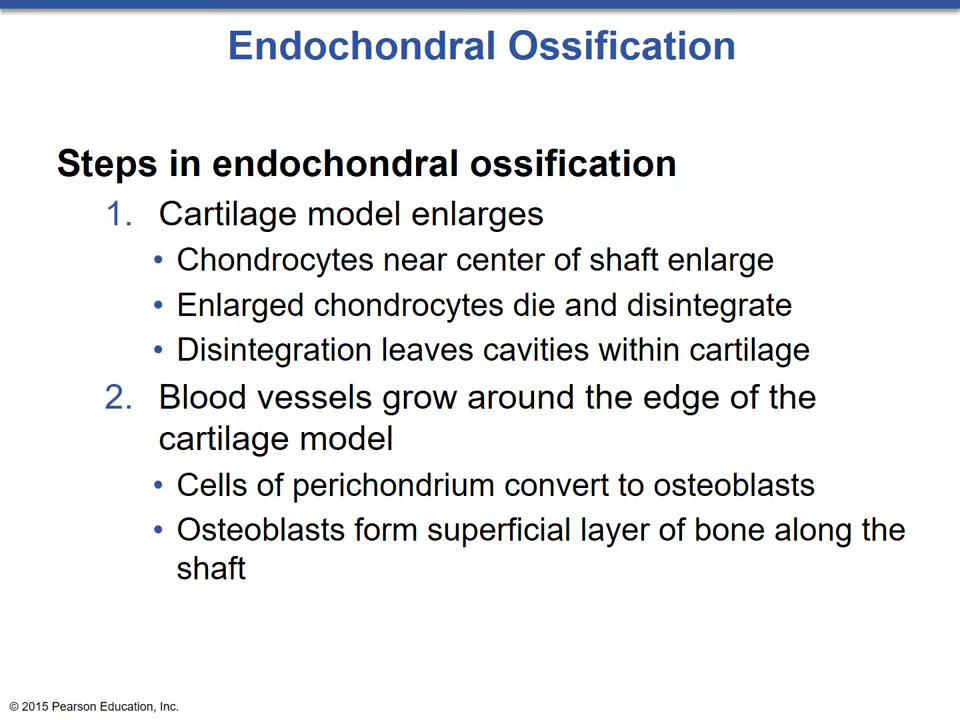 Endochondral Ossification
Steps in endochondral ossification
1. Cartilage model enlarges
• Chondrocytes near center of shaft enlarge
• Enlarged chondrocytes die and disintegrate
• Disintegration leaves cavities within cartilage
2. Blood vessels grow around the edge of the
cartilage model
• Cells of perichondrium convert to osteoblasts
• Osteoblasts form superficial layer of bone along the
shaft
© 2015 Pearson Education, Inc.